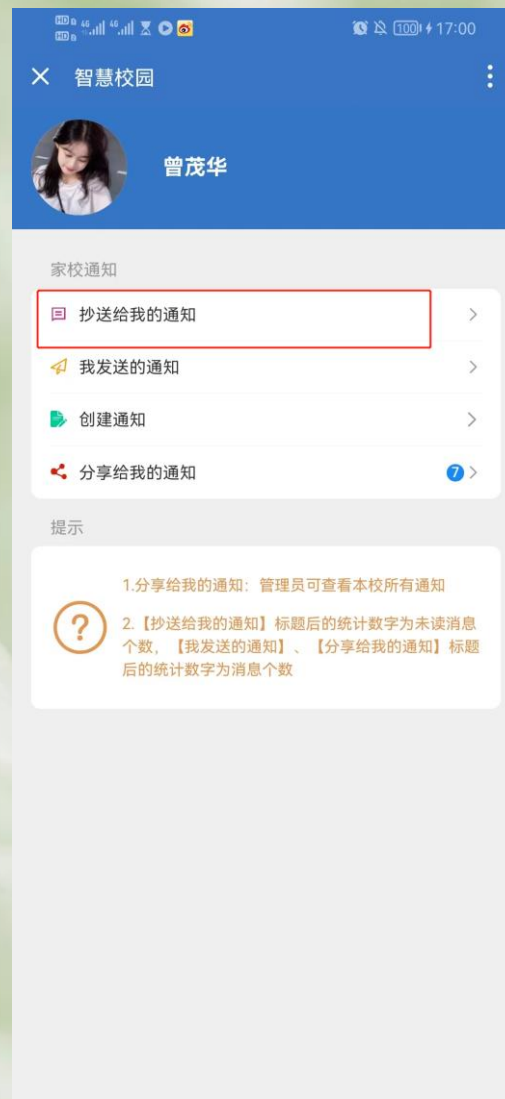 17:00
智慧校园
曾茂华
家校通知
抄送给我的通知
我发送的通知
创建通知
分享给我的通知
7
提示
1.分享给我的通知：管理员可查看本校所有通知
2.【抄送给我的通知】标题后的统计数字为未读消息
个数，【我发送的通知】、【分享给我的通知】标题
后的统计数字为消息个数